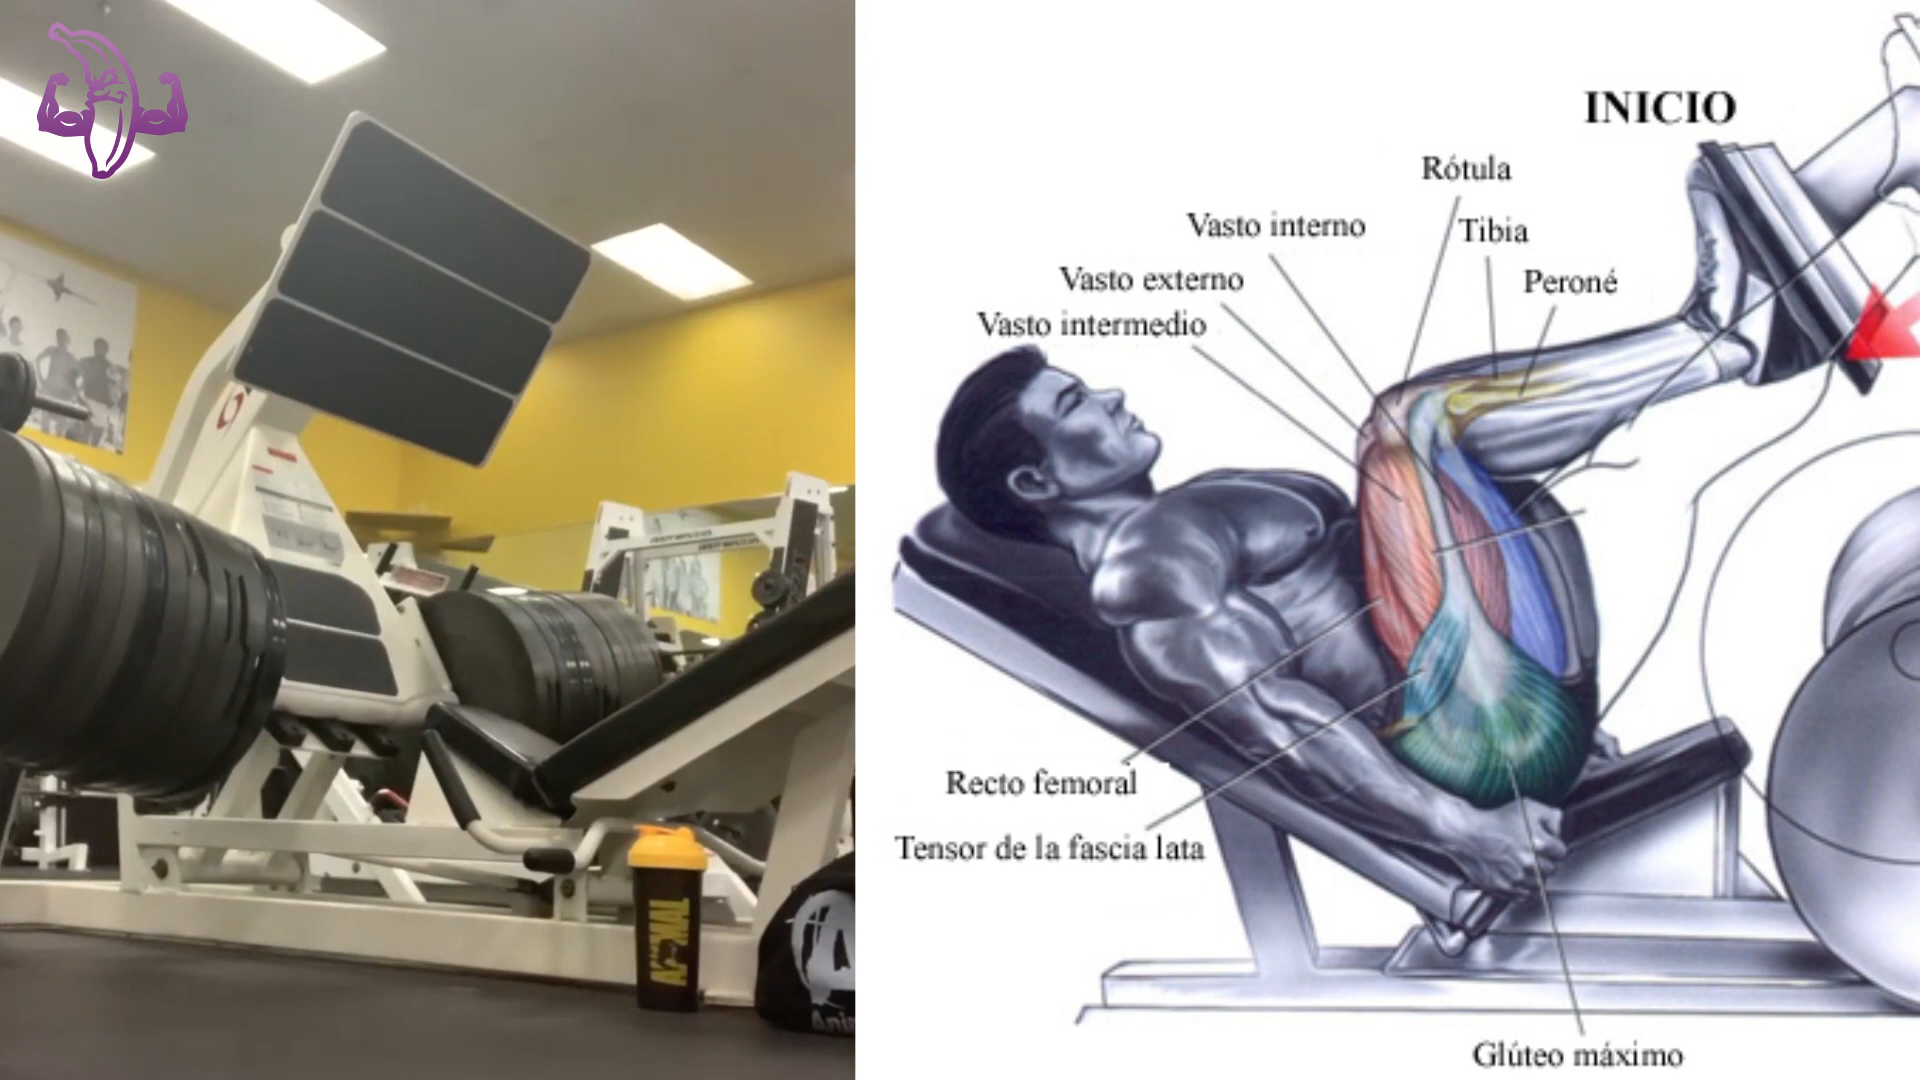 INICIO
Rótula
Vasto interno
Tibia
Vasto externo
Peroné
Vasto intermedio
Recto femoral
Tensor de la fascia lata
Glúteo máximo
ANIMAL